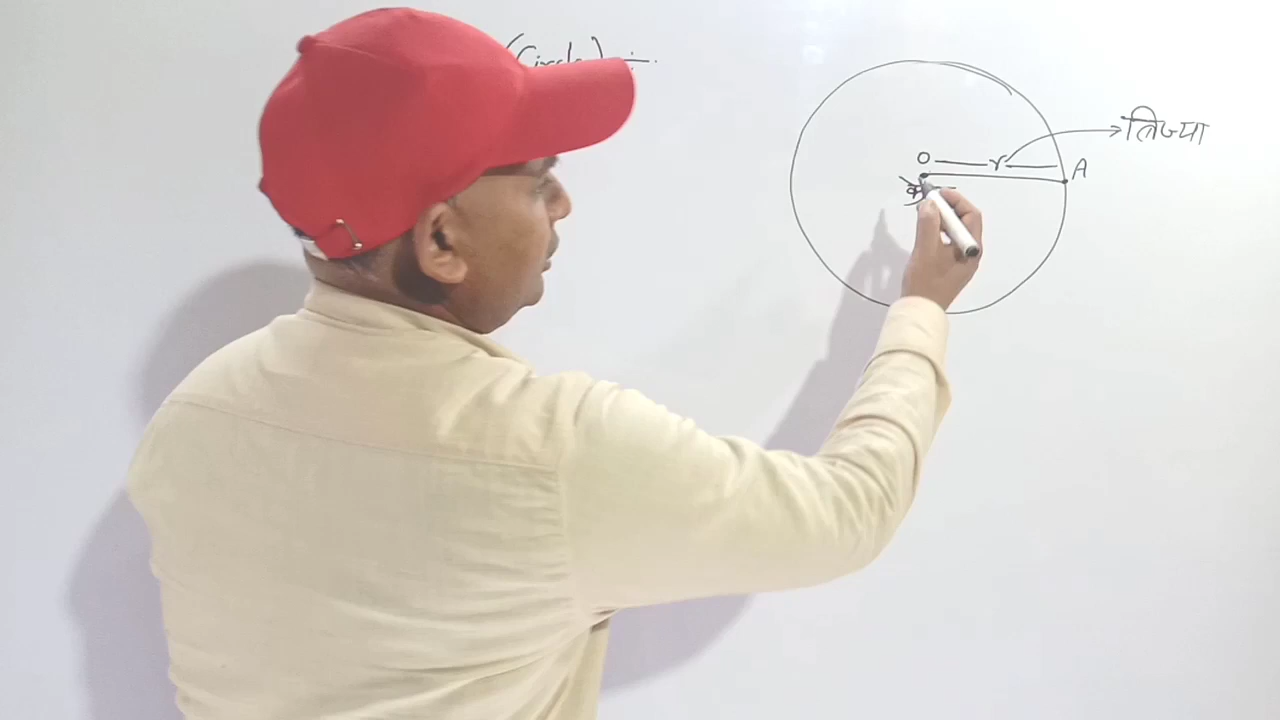 (Circle) :-
त्रिज्या
O r A